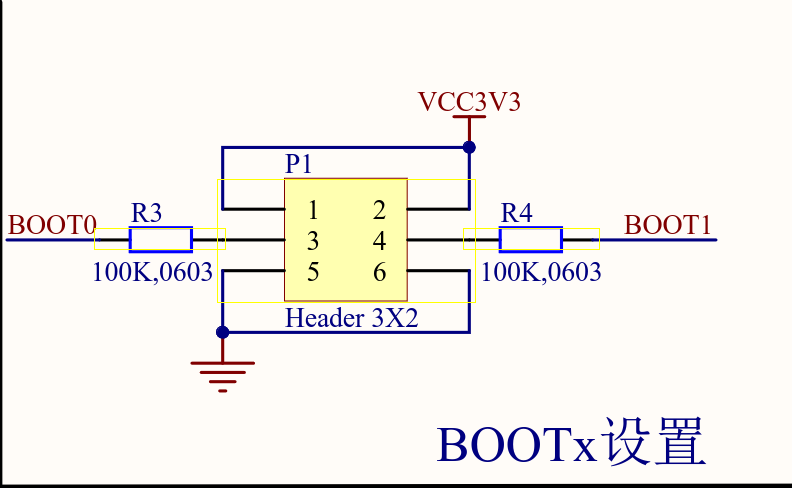 VCC3V3
P1
BOOT0 R3 1 2 R4 BOOT1
3 4
100K,0603 5 6 100K,0603
Header 3X2
BOOTx设置